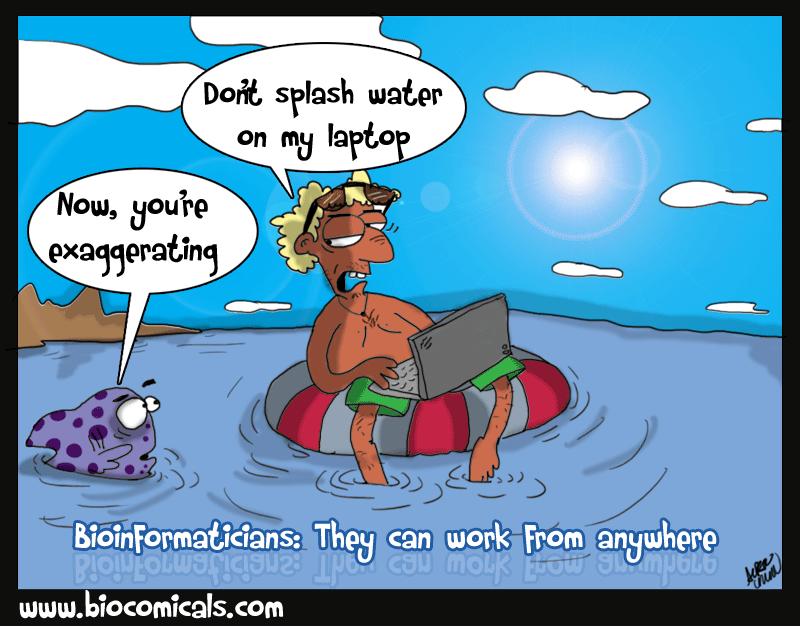 Don't splash water
on my laptop
Now, you're
exaggerating
Bioinformaticians: They can work from anywhere
www.biocomicals.com